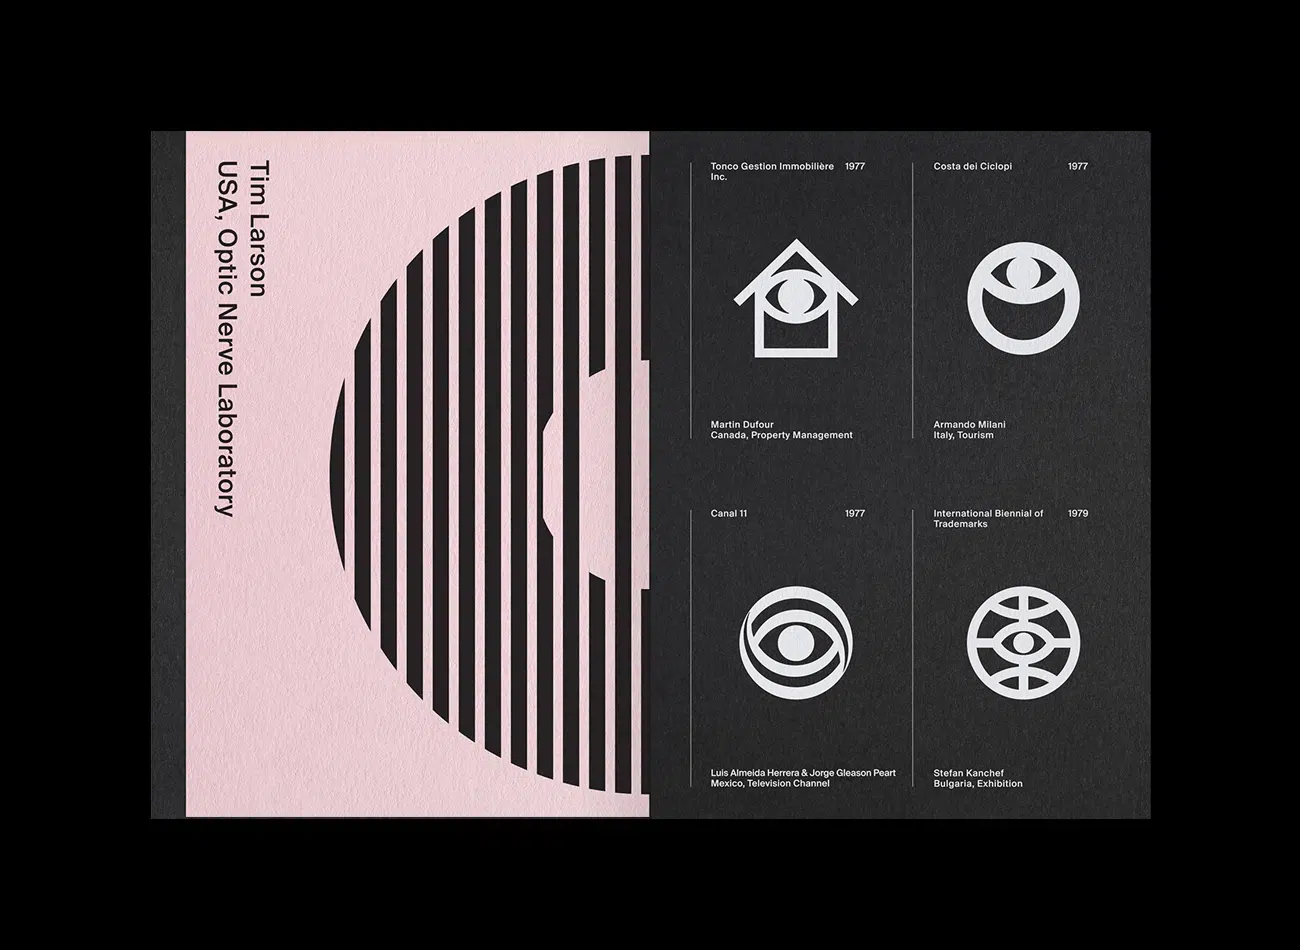 Tim Larson
USA, Optic Nerve Laboratory
Tonco Gestion Immobilière 1977
Inc.
Martin Dufour
Canada, Property Management
Costa dei Ciclopi 1977
Armando Milani
Italy, Tourism
Canal 11 1977
Luis Almeida Herrera & Jorge Gleason Peart
Mexico, Television Channel
International Biennial of 1979
Trademarks
Stefan Kanchef
Bulgaria, Exhibition